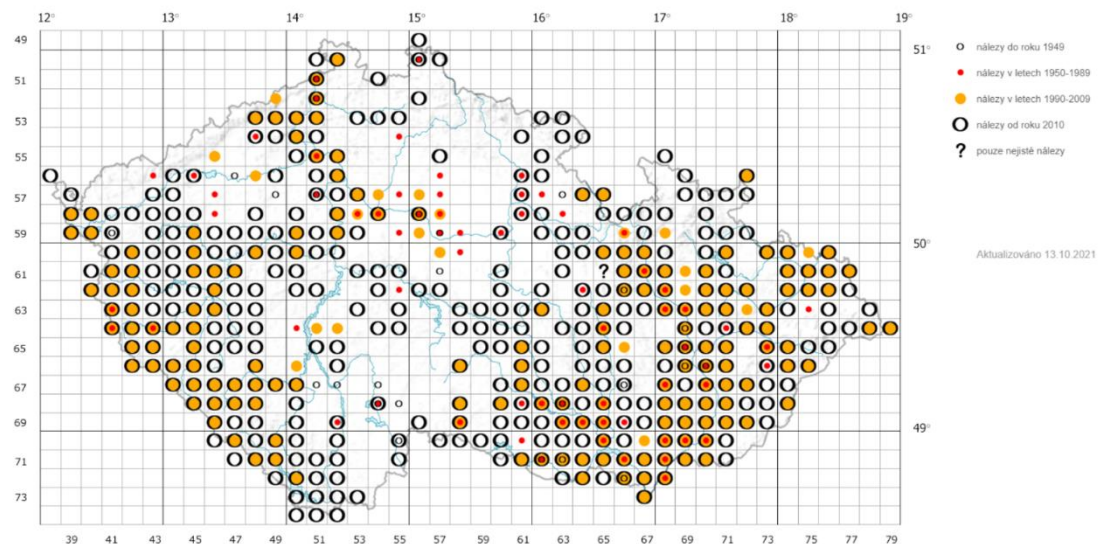 12° 13° 14° 15° 16° 17° 18° 19°
49
51°
51
53
55
57
59
50°
61
63
65
67
69
49°
71
73
39 41 43 45 47 49 51 53 55 57 59 61 63 65 67 69 71 73 75 77 79
nálezy do roku 1949
nálezy v letech 1950-1989
nálezy v letech 1990-2009
nálezy od roku 2010
? pouze nejisté nálezy
Aktualizováno 13.10.2021
?